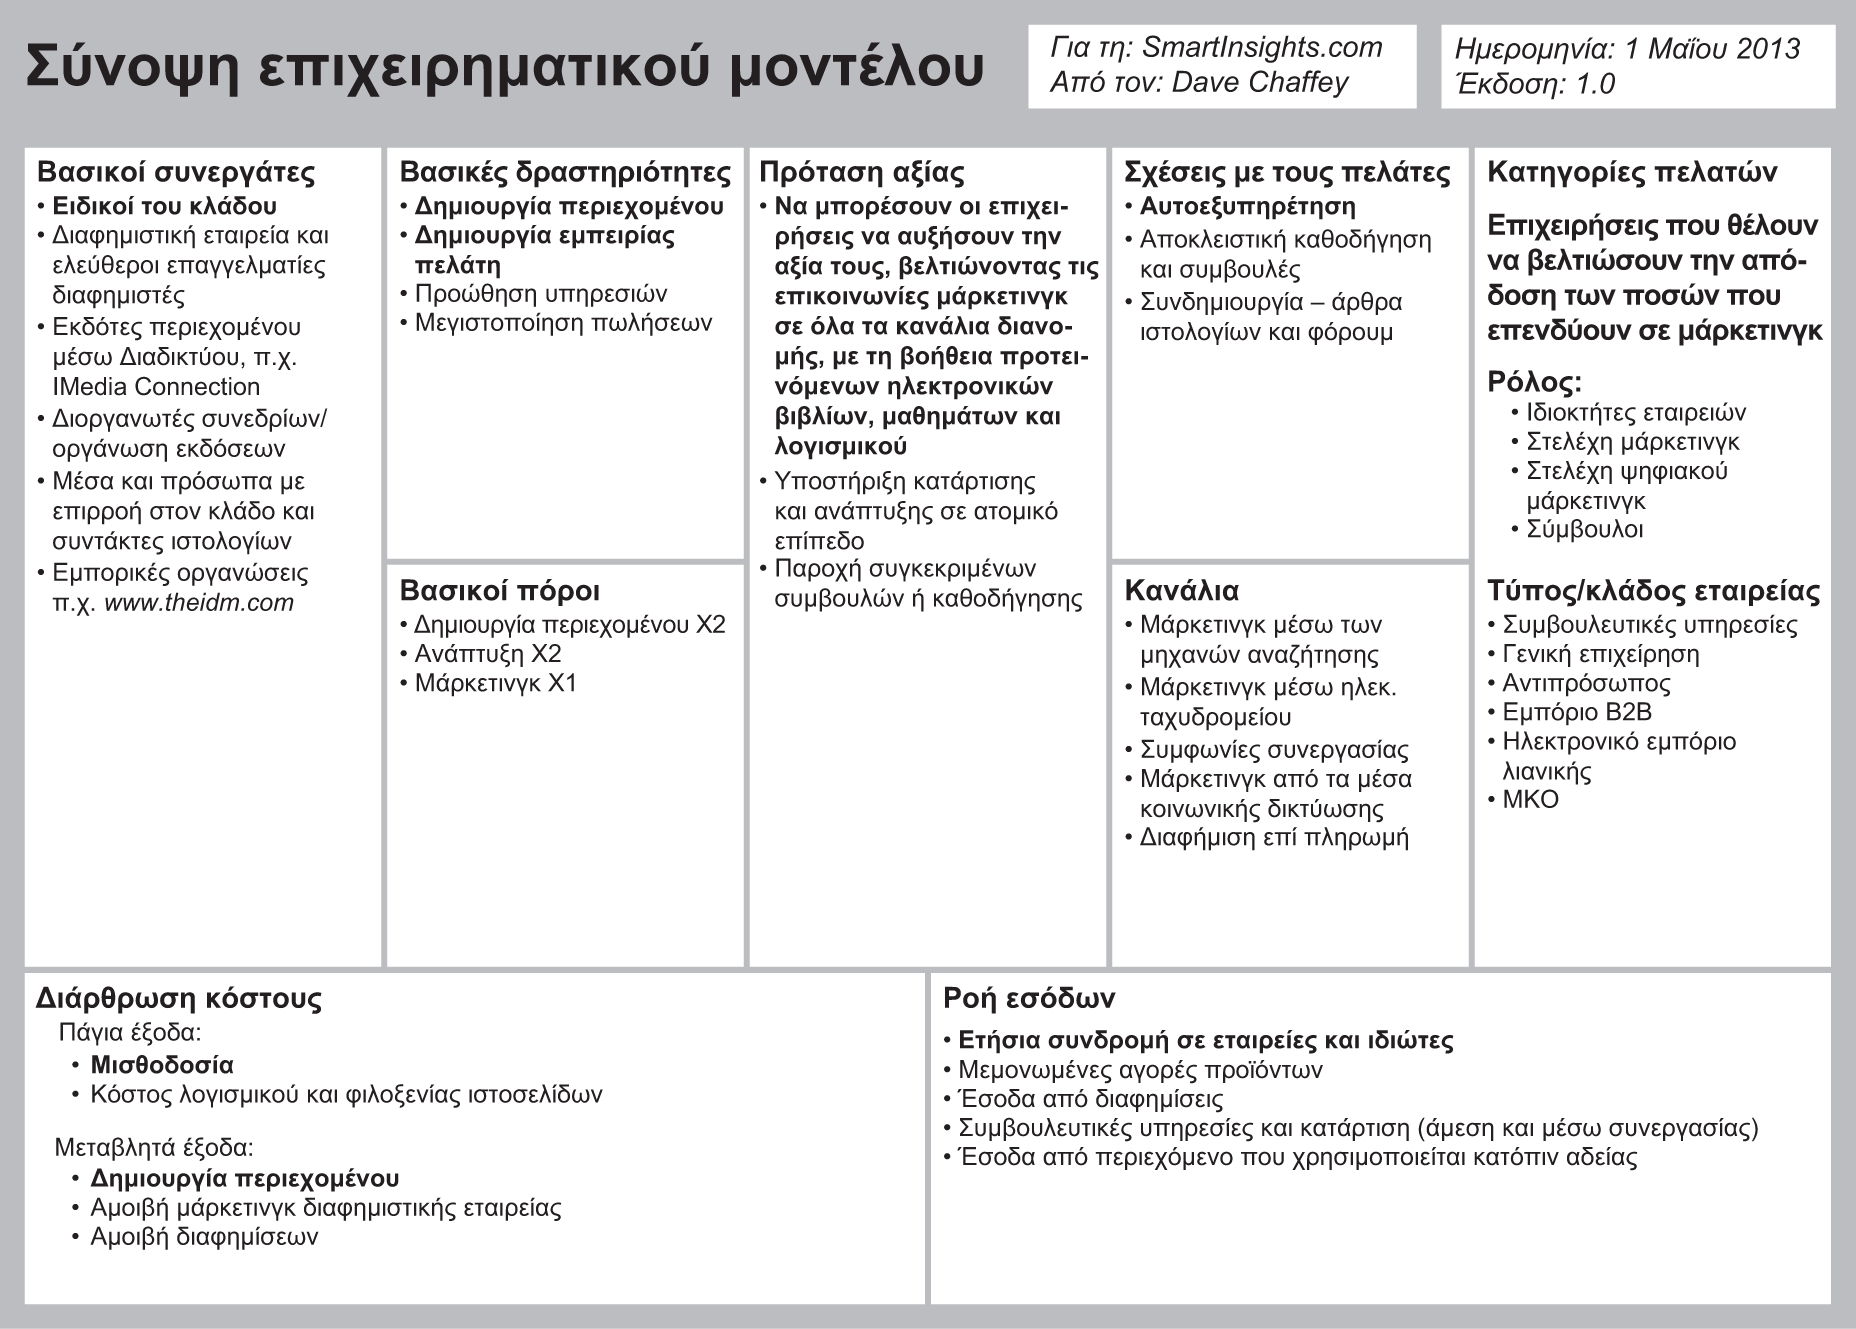 Σύνοψη επιχειρηματικού μοντέλου
Για τη: SmartInsights.com
Από τον: Dave Chaffey
Ημερομηνία: 1 Μαΐου 2013
Έκδοση: 1.0
Βασικοί συνεργάτες
• Ειδικοί του κλάδου
• Διαφημιστική εταιρεία και
ελεύθεροι επαγγελματίες
διαφημιστές
• Εκδότες περιεχομένου
μέσω Διαδικτύου, π.χ.
IMedia Connection
• Διοργανωτές συνεδρίων/
οργάνωση εκδόσεων
• Μέσα και πρόσωπα με
επιρροή στον κλάδο και
συντάκτες ιστολογίων
• Εμπορικές οργανώσεις
π.χ. www.theidm.com
Βασικές δραστηριότητες
• Δημιουργία περιεχομένου
• Δημιουργία εμπειρίας
πελάτη
• Προώθηση υπηρεσιών
• Μεγιστοποίηση πωλήσεων
Βασικοί πόροι
• Δημιουργία περιεχομένου X2
• Ανάπτυξη X2
• Μάρκετινγκ X1
Πρόταση αξίας
• Να μπορέσουν οι επιχει-
ρήσεις να αυξήσουν την
αξία τους, βελτιώνοντας τις
επικοινωνίες μάρκετινγκ
σε όλα τα κανάλια διανο-
μής, με τη βοήθεια προτει-
νόμενων ηλεκτρονικών
βιβλίων, μαθημάτων και
λογισμικού
• Υποστήριξη κατάρτισης
και ανάπτυξης σε ατομικό
επίπεδο
• Παροχή συγκεκριμένων
συμβουλών ή καθοδήγησης
Σχέσεις με τους πελάτες
• Αυτοεξυπηρέτηση
• Αποκλειστική καθοδήγηση
και συμβουλές
• Συνδημιουργία – άρθρα
ιστολογίων και φόρουμ
Κανάλια
• Μάρκετινγκ μέσω των
μηχανών αναζήτησης
• Μάρκετινγκ μέσω ηλεκ.
ταχυδρομείου
• Συμφωνίες συνεργασίας
• Μάρκετινγκ από τα μέσα
κοινωνικής δικτύωσης
• Διαφήμιση επί πληρωμή
Κατηγορίες πελατών
Επιχειρήσεις που θέλουν
να βελτιώσουν την από-
δοση των ποσών που
επενδύουν σε μάρκετινγκ
Ρόλος:
• Ιδιοκτήτες εταιρειών
• Στελέχη μάρκετινγκ
• Στελέχη ψηφιακού
μάρκετινγκ
• Σύμβουλοι
Τύπος/κλάδος εταιρείας
• Συμβουλευτικές υπηρεσίες
• Γενική επιχείρηση
• Αντιπρόσωπος
• Εμπόριο B2B
• Ηλεκτρονικό εμπόριο
λιανικής
• ΜΚΟ
Διάρθρωση κόστους
Πάγια έξοδα:
• Μισθοδοσία
• Κόστος λογισμικού και φιλοξενίας ιστοσελίδων
Μεταβλητά έξοδα:
• Δημιουργία περιεχομένου
• Αμοιβή μάρκετινγκ διαφημιστικής εταιρείας
• Αμοιβή διαφημίσεων
Ροή εσόδων
• Ετήσια συνδρομή σε εταιρείες και ιδιώτες
• Μεμονωμένες αγορές προϊόντων
• Έσοδα από διαφημίσεις
• Συμβουλευτικές υπηρεσίες και κατάρτιση (άμεση και μέσω συνεργασίας)
• Έσοδα από περιεχόμενο που χρησιμοποιείται κατόπιν αδείας